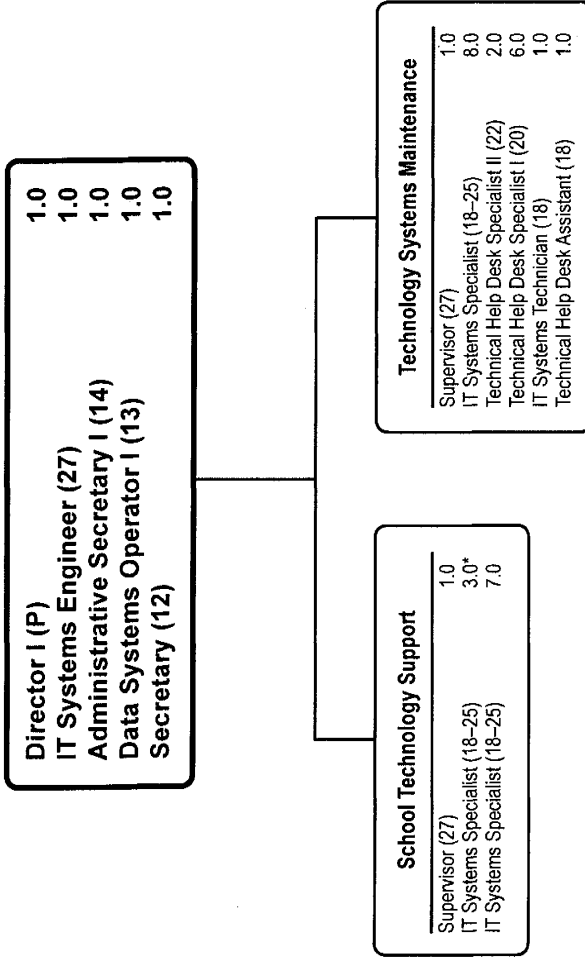 Director I (P) 1.0
IT Systems Engineer (27) 1.0
Administrative Secretary I (14) 1.0
Data Systems Operator I (13) 1.0
Secretary (12) 1.0
School Technology Support
Supervisor (27) 1.0
IT Systems Specialist (18–25) 3.0*
IT Systems Specialist (18–25) 7.0
Technology Systems Maintenance
Supervisor (27) 1.0
IT Systems Specialist (18–25) 8.0
Technical Help Desk Specialist II (22) 2.0
Technical Help Desk Specialist I (20) 6.0
IT Systems Technician (18) 1.0
Technical Help Desk Assistant (18) 1.0